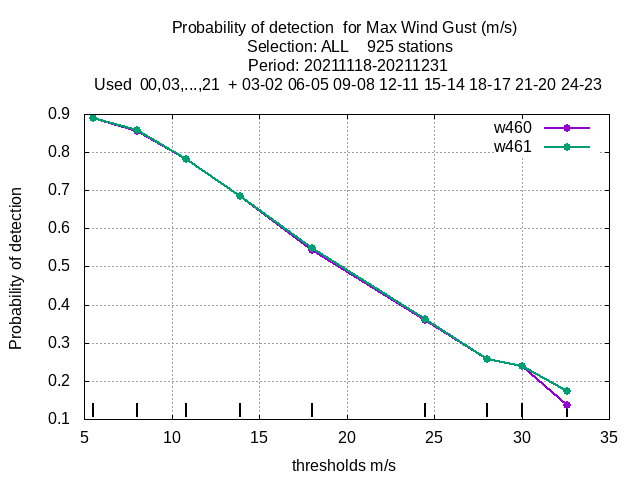 Probability of detection  for Max Wind Gust (m/s)
Selection: ALL    925 stations
Period: 20211118-20211231
Used  00,03,...,21  + 03-02 06-05 09-08 12-11 15-14 18-17 21-20 24-23
w460
w461
Probability of detection
0.9
0.8
0.7
0.6
0.5
0.4
0.3
0.2
0.1
5 10 15 20 25 30 35
thresholds m/s